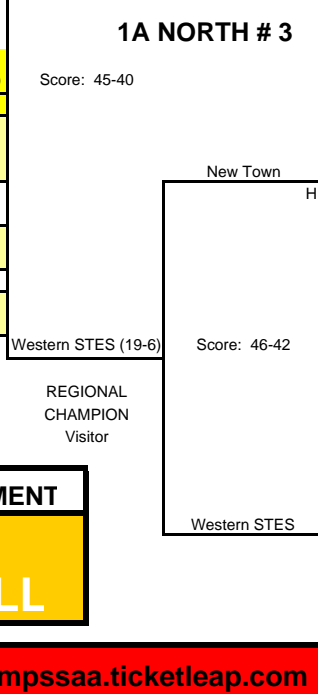 1A NORTH # 3
Score: 45-40
New Town
H
Western STES (19-6)
Score: 46-42
REGIONAL
CHAMPION
Visitor
MENT
LL
Western STES
mpssaa.ticketleap.com